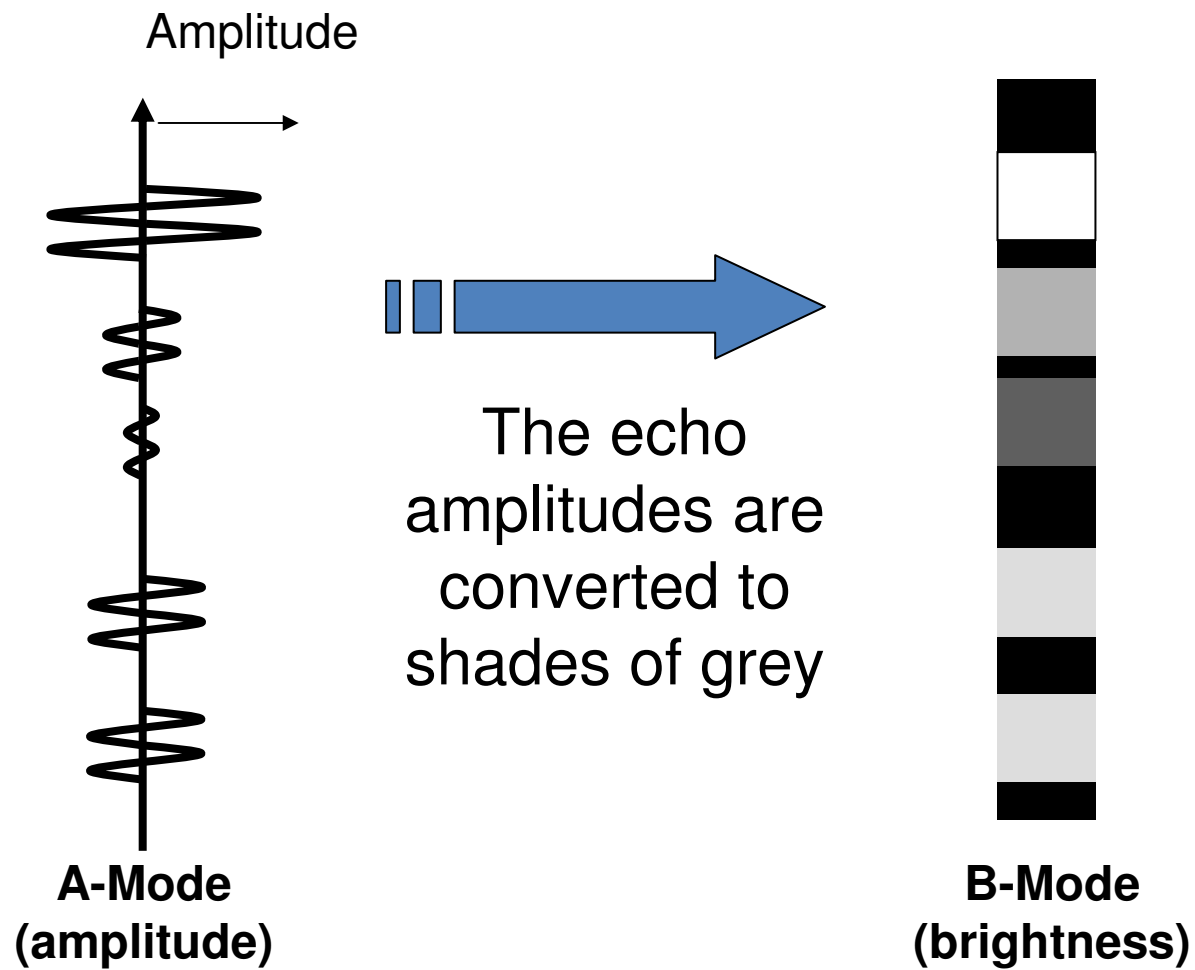 Amplitude
The echo
amplitudes are
converted to
shades of grey
A-Mode
(amplitude)
B-Mode
(brightness)